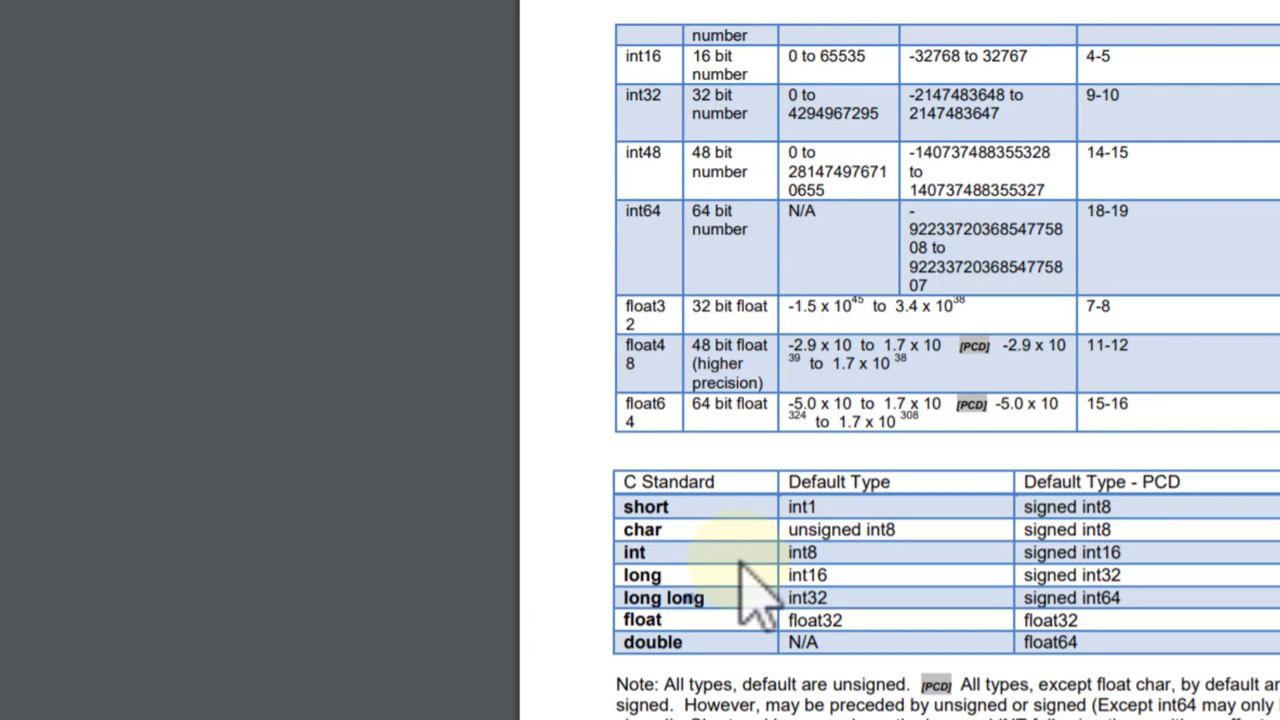 number
int16 16 bit 0 to 65535 -32768 to 32767 4-5
number
int32 32 bit 0 to -2147483648 to 9-10
number 4294967295 2147483647
int48 48 bit 0 to -140737488355328 14-15
number 28147497671 to
0655 140737488355327
int64 64 bit N/A - 18-19
number 92233720368547758
08 to
92233720368547758
07
float3 32 bit float -1.5 x 10⁴⁵ to 3.4 x 10³⁸ 7-8
2
float4 48 bit float -2.9 x 10 to 1.7 x 10 [PCD] -2.9 x 10 11-12
8 (higher ³⁹ to 1.7 x 10 ³⁸
precision)
float6 64 bit float -5.0 x 10 to 1.7 x 10 [PCD] -5.0 x 10 15-16
4 ³²⁴ to 1.7 x 10 ³⁰⁸
C Standard Default Type Default Type - PCD
short int1 signed int8
char unsigned int8 signed int8
int int8 signed int16
long int16 signed int32
long long int32 signed int64
float float32 float32
double N/A float64
Note: All types, default are unsigned. [PCD] All types, except float char, by default
signed. However, may be preceded by unsigned or signed (Except int64 may only